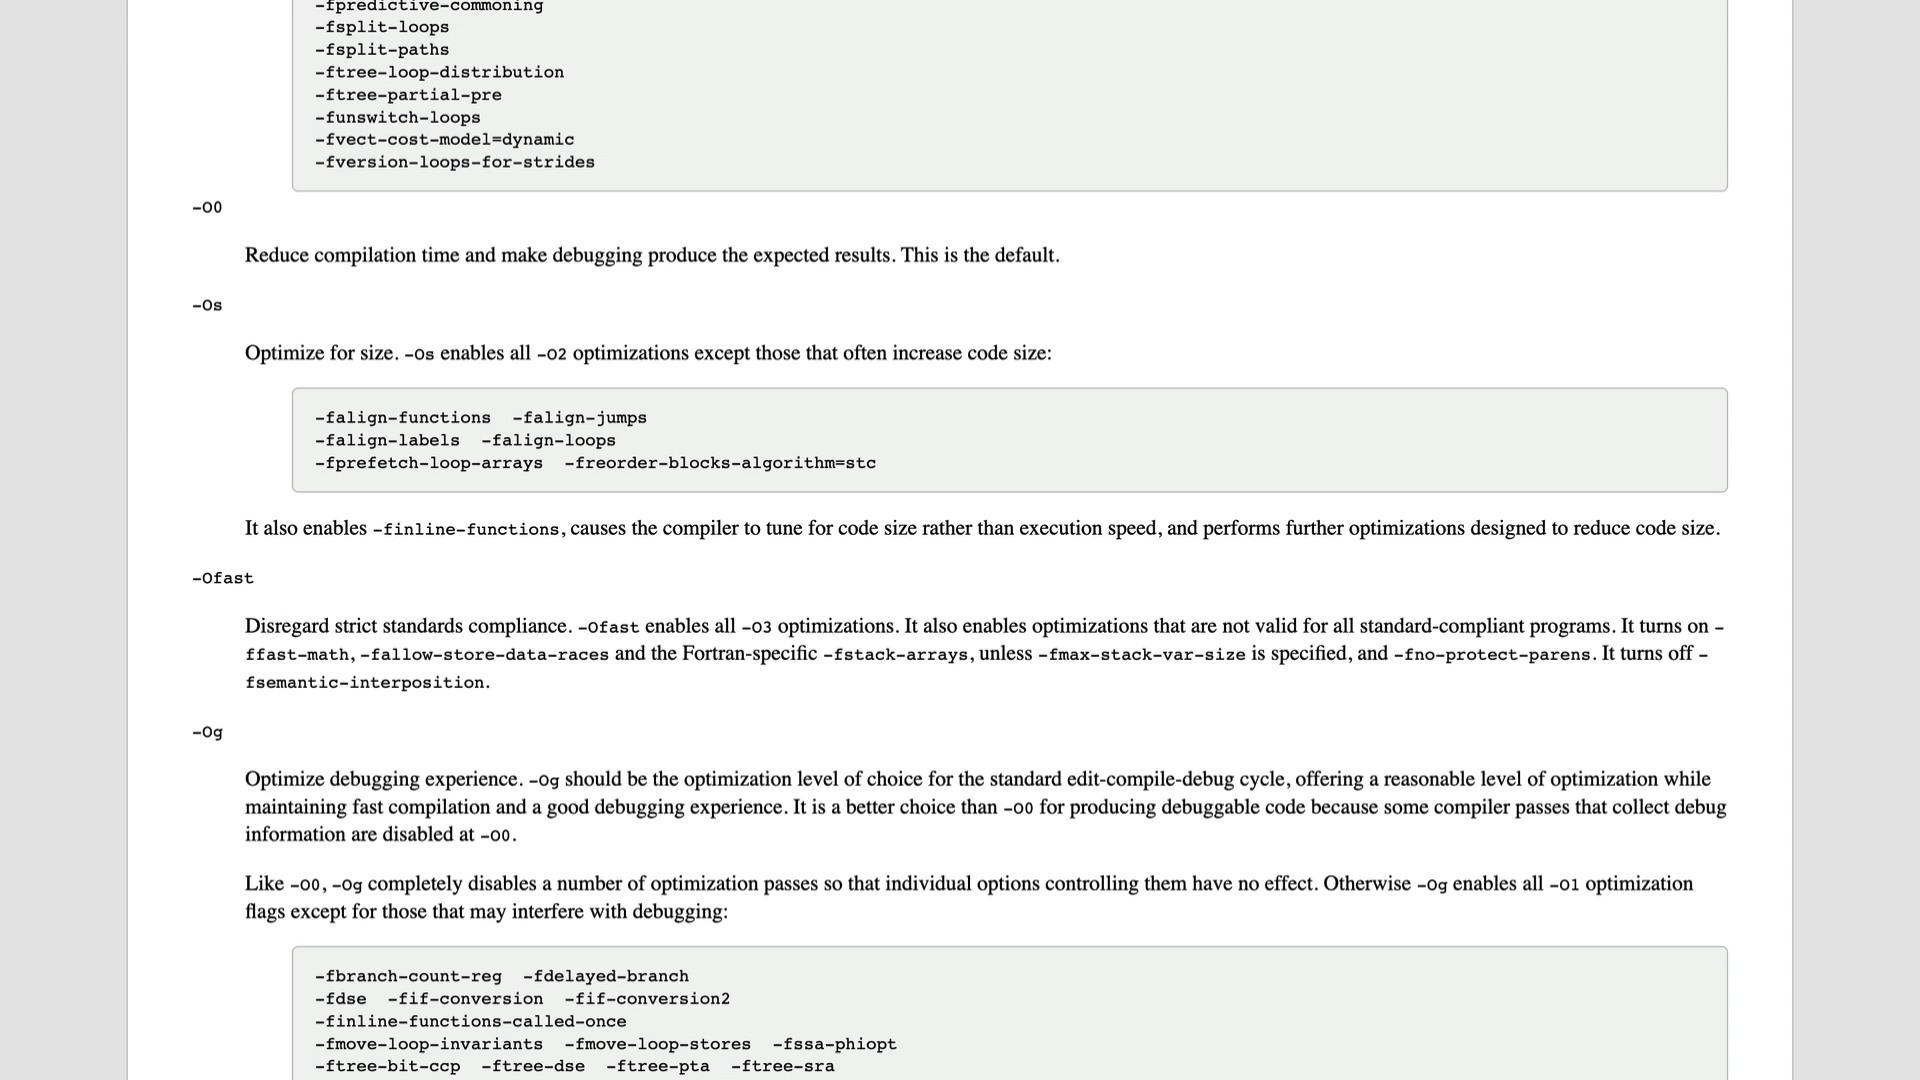 -fpredictive-commoning
-fsplit-loops
-fsplit-paths
-ftree-loop-distribution
-ftree-partial-pre
-funswitch-loops
-fvect-cost-model=dynamic
-fversion-loops-for-strides
-O0
Reduce compilation time and make debugging produce the expected results. This is the default.
-Os
Optimize for size. -Os enables all -O2 optimizations except those that often increase code size:
-falign-functions  -falign-jumps
-falign-labels  -falign-loops
-fprefetch-loop-arrays  -freorder-blocks-algorithm=stc
It also enables -finline-functions, causes the compiler to tune for code size rather than execution speed, and performs further optimizations designed to reduce code size.
-Ofast
Disregard strict standards compliance. -Ofast enables all -O3 optimizations. It also enables optimizations that are not valid for all standard-compliant programs. It turns on -
ffast-math, -fallow-store-data-races and the Fortran-specific -fstack-arrays, unless -fmax-stack-var-size is specified, and -fno-protect-parens. It turns off -
fsemantic-interposition.
-Og
Optimize debugging experience. -Og should be the optimization level of choice for the standard edit-compile-debug cycle, offering a reasonable level of optimization while
maintaining fast compilation and a good debugging experience. It is a better choice than -O0 for producing debuggable code because some compiler passes that collect debug
information are disabled at -O0.
Like -O0, -Og completely disables a number of optimization passes so that individual options controlling them have no effect. Otherwise -Og enables all -O1 optimization
flags except for those that may interfere with debugging:
-fbranch-count-reg  -fdelayed-branch
-fdse  -fif-conversion  -fif-conversion2
-finline-functions-called-once
-fmove-loop-invariants  -fmove-loop-stores  -fssa-phiopt
-ftree-bit-ccp  -ftree-dse  -ftree-pta  -ftree-sra